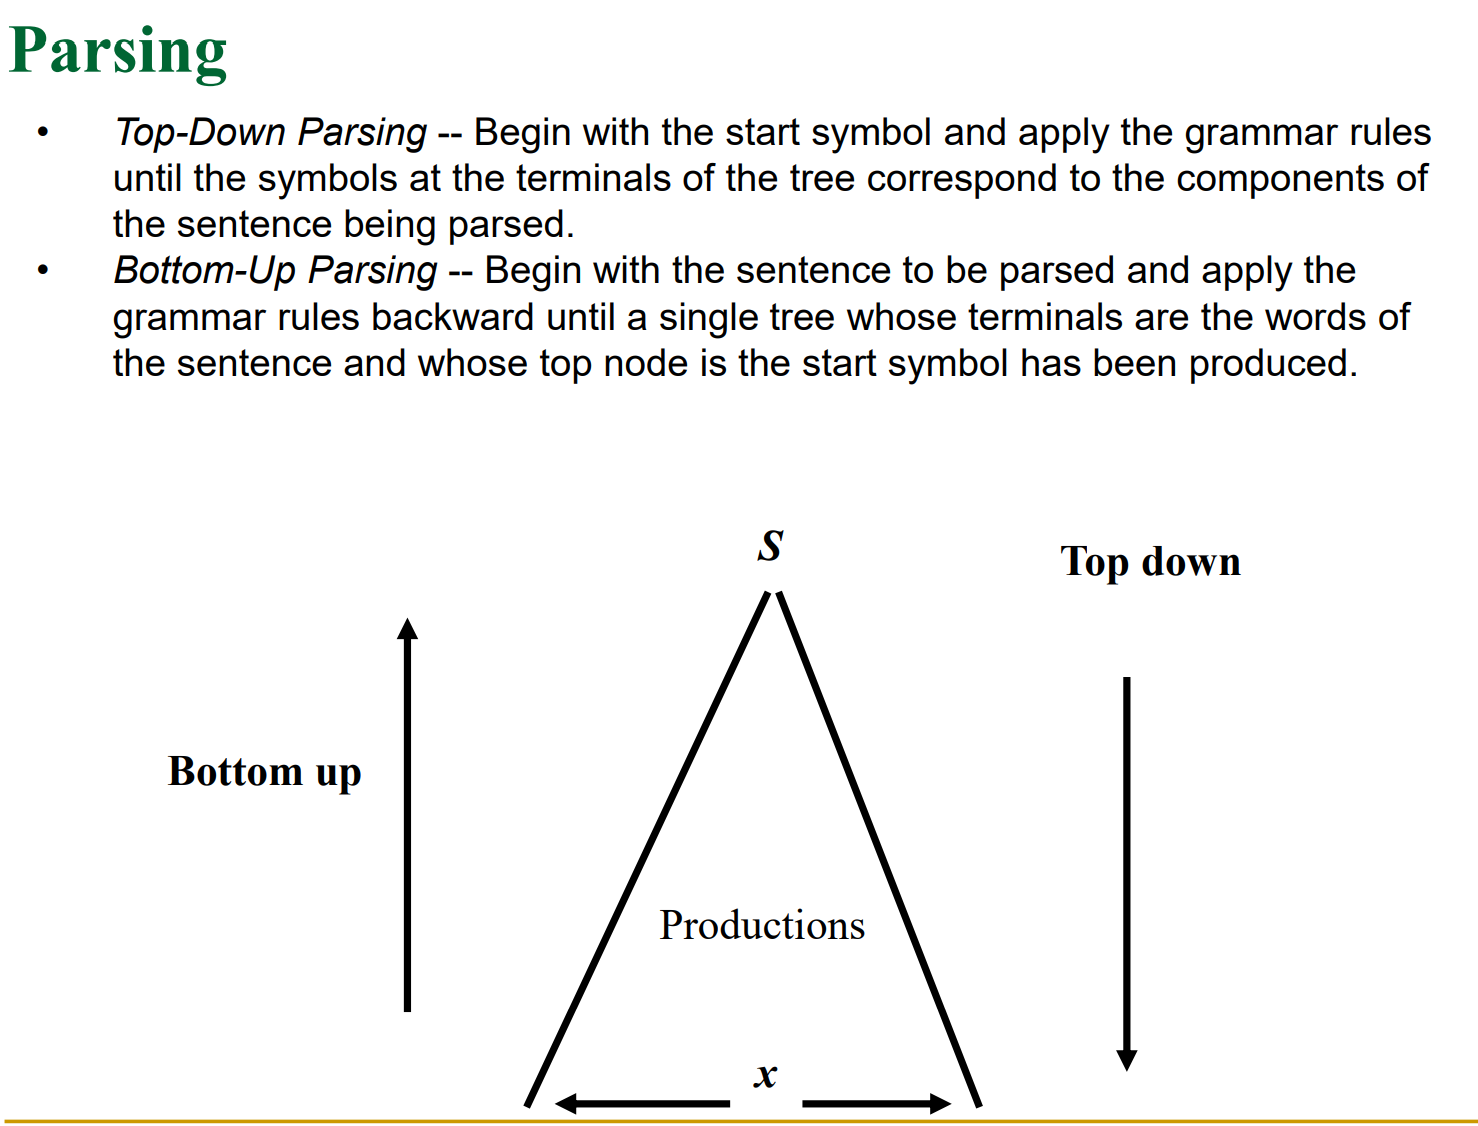 Parsing
• Top-Down Parsing -- Begin with the start symbol and apply the grammar rules
until the symbols at the terminals of the tree correspond to the components of
the sentence being parsed.
• Bottom-Up Parsing -- Begin with the sentence to be parsed and apply the
grammar rules backward until a single tree whose terminals are the words of
the sentence and whose top node is the start symbol has been produced.
S
Top down
Bottom up
Productions
x